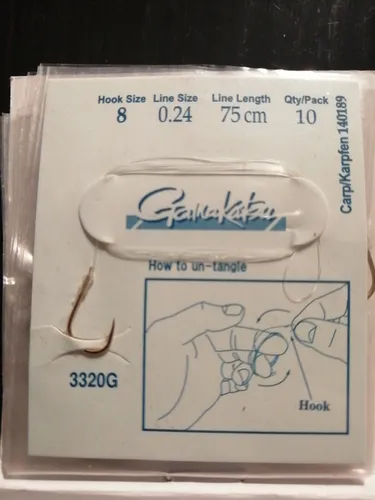 Hook Size Line Size Line Length Qty/Pack
8 0.24 75cm 10
Carp/Karpfen 140189
Gamakatsu
How to un-tangle
Hook
3320G